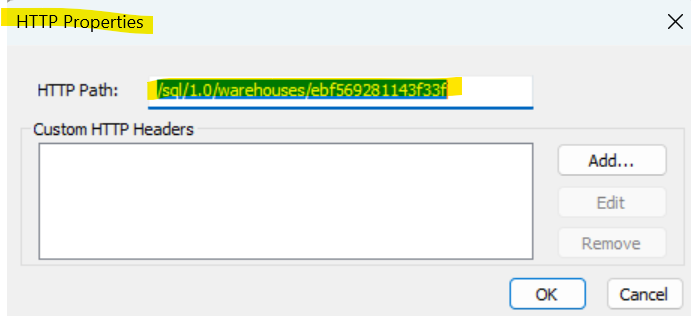 HTTP Properties
HTTP Path: /sql/1.0/warehouses/ebf569281143f33f
Custom HTTP Headers
Add...
Edit
Remove
OK Cancel